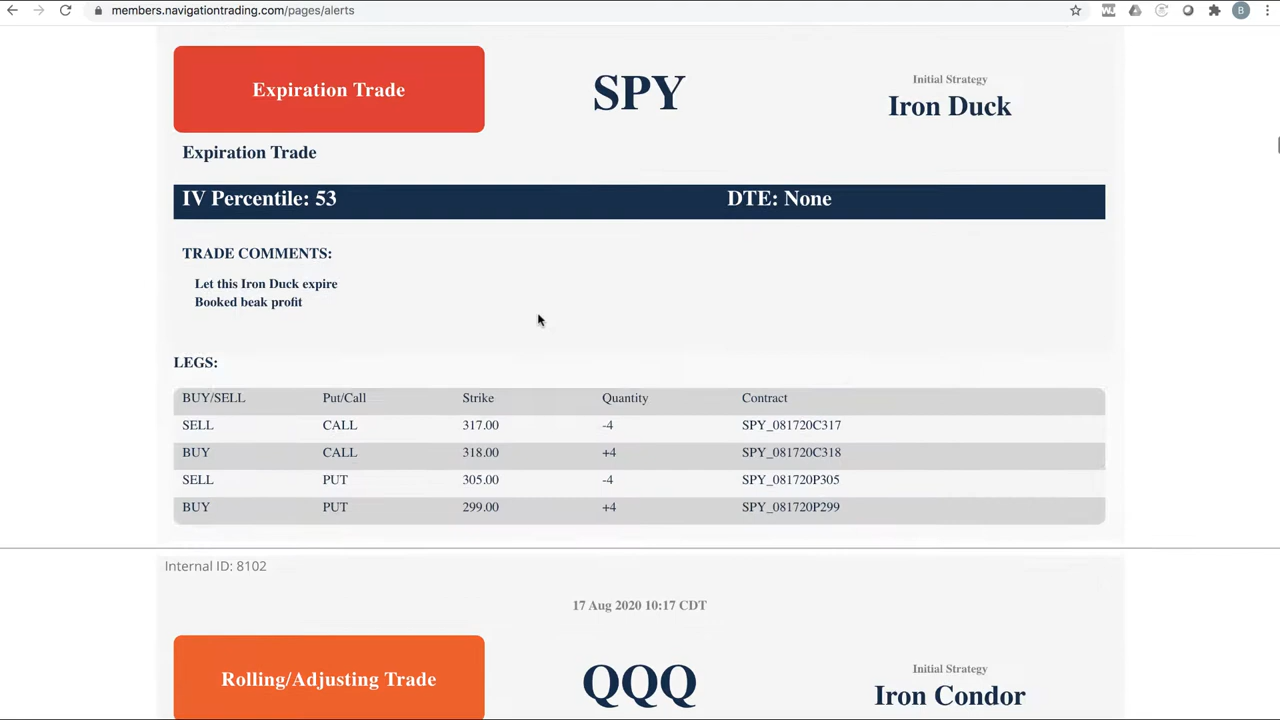 members.navigationtrading.com/pages/alerts
B
Expiration Trade
SPY
Initial Strategy
Iron Duck
Expiration Trade
IV Percentile: 53 DTE: None
TRADE COMMENTS:
Let this Iron Duck expire
Booked beak profit
LEGS:
BUY/SELL Put/Call Strike Quantity Contract
SELL CALL 317.00 -4 SPY_081720C317
BUY CALL 318.00 +4 SPY_081720C318
SELL PUT 305.00 -4 SPY_081720P305
BUY PUT 299.00 +4 SPY_081720P299
Internal ID: 8102
17 Aug 2020 10:17 CDT
Rolling/Adjusting Trade
QQQ
Initial Strategy
Iron Condor